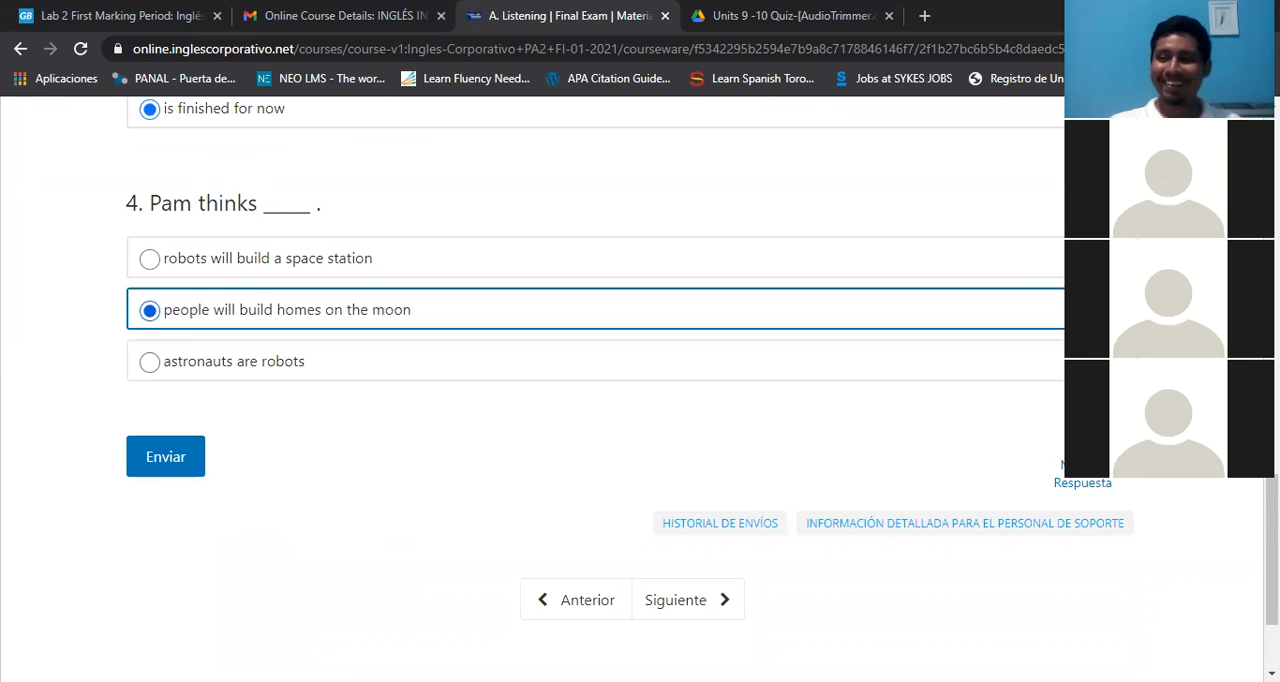 Lab 2 First Marking Period: Inglés
Online Course Details: INGLÉS IN
A. Listening | Final Exam | Materia
Units 9 -10 Quiz-[AudioTrimmer.
online.inglescorporativo.net/courses/course-v1:Ingles-Corporativo+PA2+FI-01-2021/courseware/f5342295b2594e7b9a8c7178846146f7/2f1b27bc6b5b4c8daedc5
Aplicaciones
PANAL - Puerta de...
NEO LMS - The wor...
Learn Fluency Need...
APA Citation Guide...
Learn Spanish Toro...
Jobs at SYKES JOBS
Registro de Un
is finished for now
4. Pam thinks _____ .
robots will build a space station
people will build homes on the moon
astronauts are robots
Enviar
Respuesta
HISTORIAL DE ENVÍOS
INFORMACIÓN DETALLADA PARA EL PERSONAL DE SOPORTE
Anterior
Siguiente